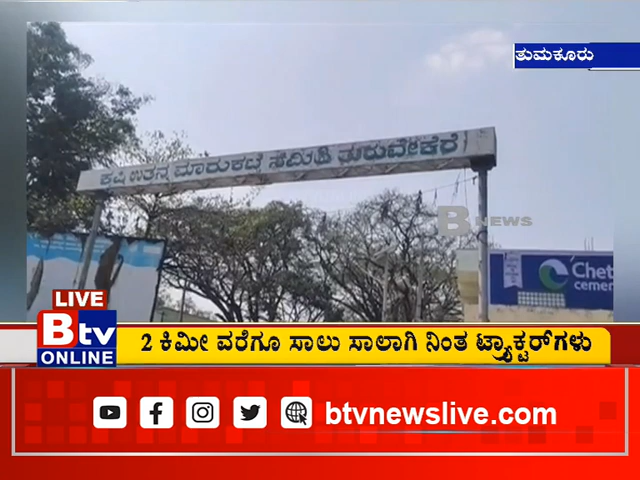 ತುಮಕೂರು
ಕೃಷಿ ಉತ್ಪನ್ನ ಮಾರುಕಟ್ಟೆ ಸಮಿತಿ ತುರುವೇಕೆರೆ
B NEWS
Chet
cemen
LIVE
Btv
ONLINE
2 ಕಿಮೀ ವರೆಗೂ ಸಾಲು ಸಾಲಾಗಿ ನಿಂತ ಟ್ರ್ಯಾಕ್ಟರ್‌ಗಳು
btvnewslive.com